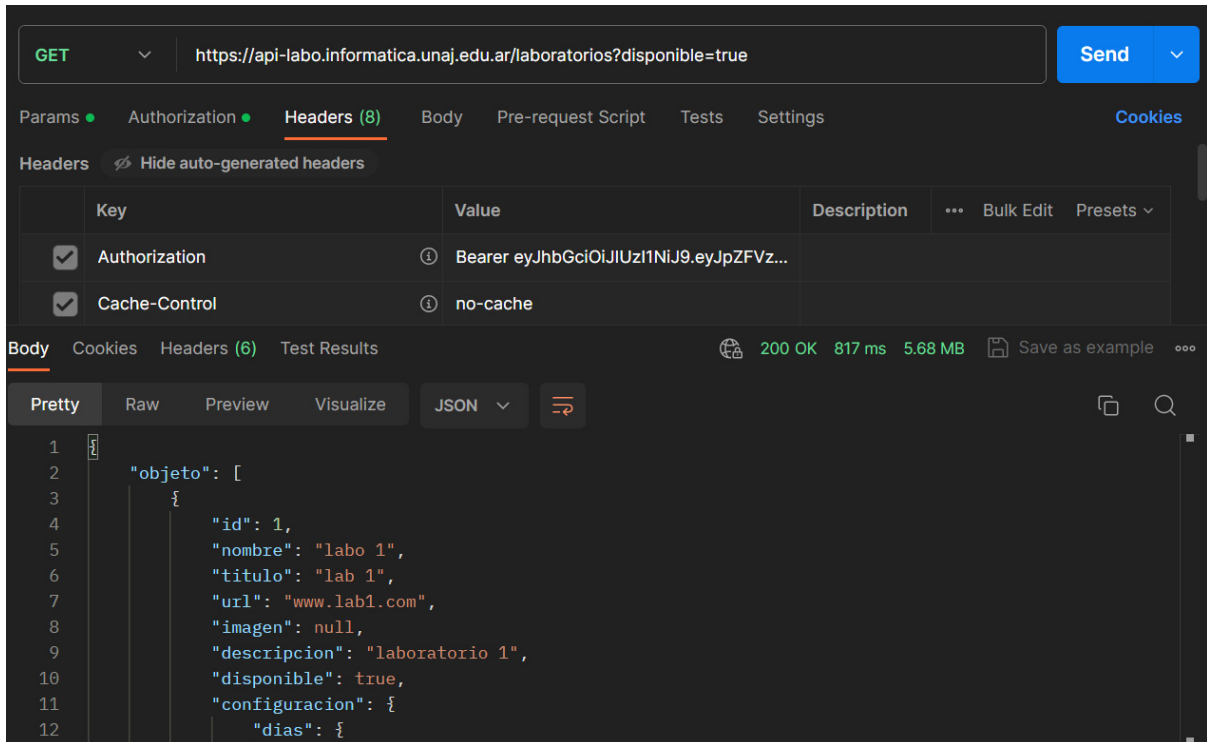 GET https://api-labo.informatica.unaj.edu.ar/laboratorios?disponible=true Send
Params Authorization Headers (8) Body Pre-request Script Tests Settings Cookies
Headers Hide auto-generated headers
Key Value Description ••• Bulk Edit Presets
Authorization Bearer eyJhbGciOiJIUzI1NiJ9.eyJpZFVz...
Cache-Control no-cache
Body Cookies Headers (6) Test Results 200 OK 817 ms 5.68 MB Save as example
Pretty Raw Preview Visualize JSON
1 {
2 "objeto": [
3 {
4 "id": 1,
5 "nombre": "labo 1",
6 "titulo": "lab 1",
7 "url": "www.lab1.com",
8 "imagen": null,
9 "descripcion": "laboratorio 1",
10 "disponible": true,
11 "configuracion": {
12 "dias": {